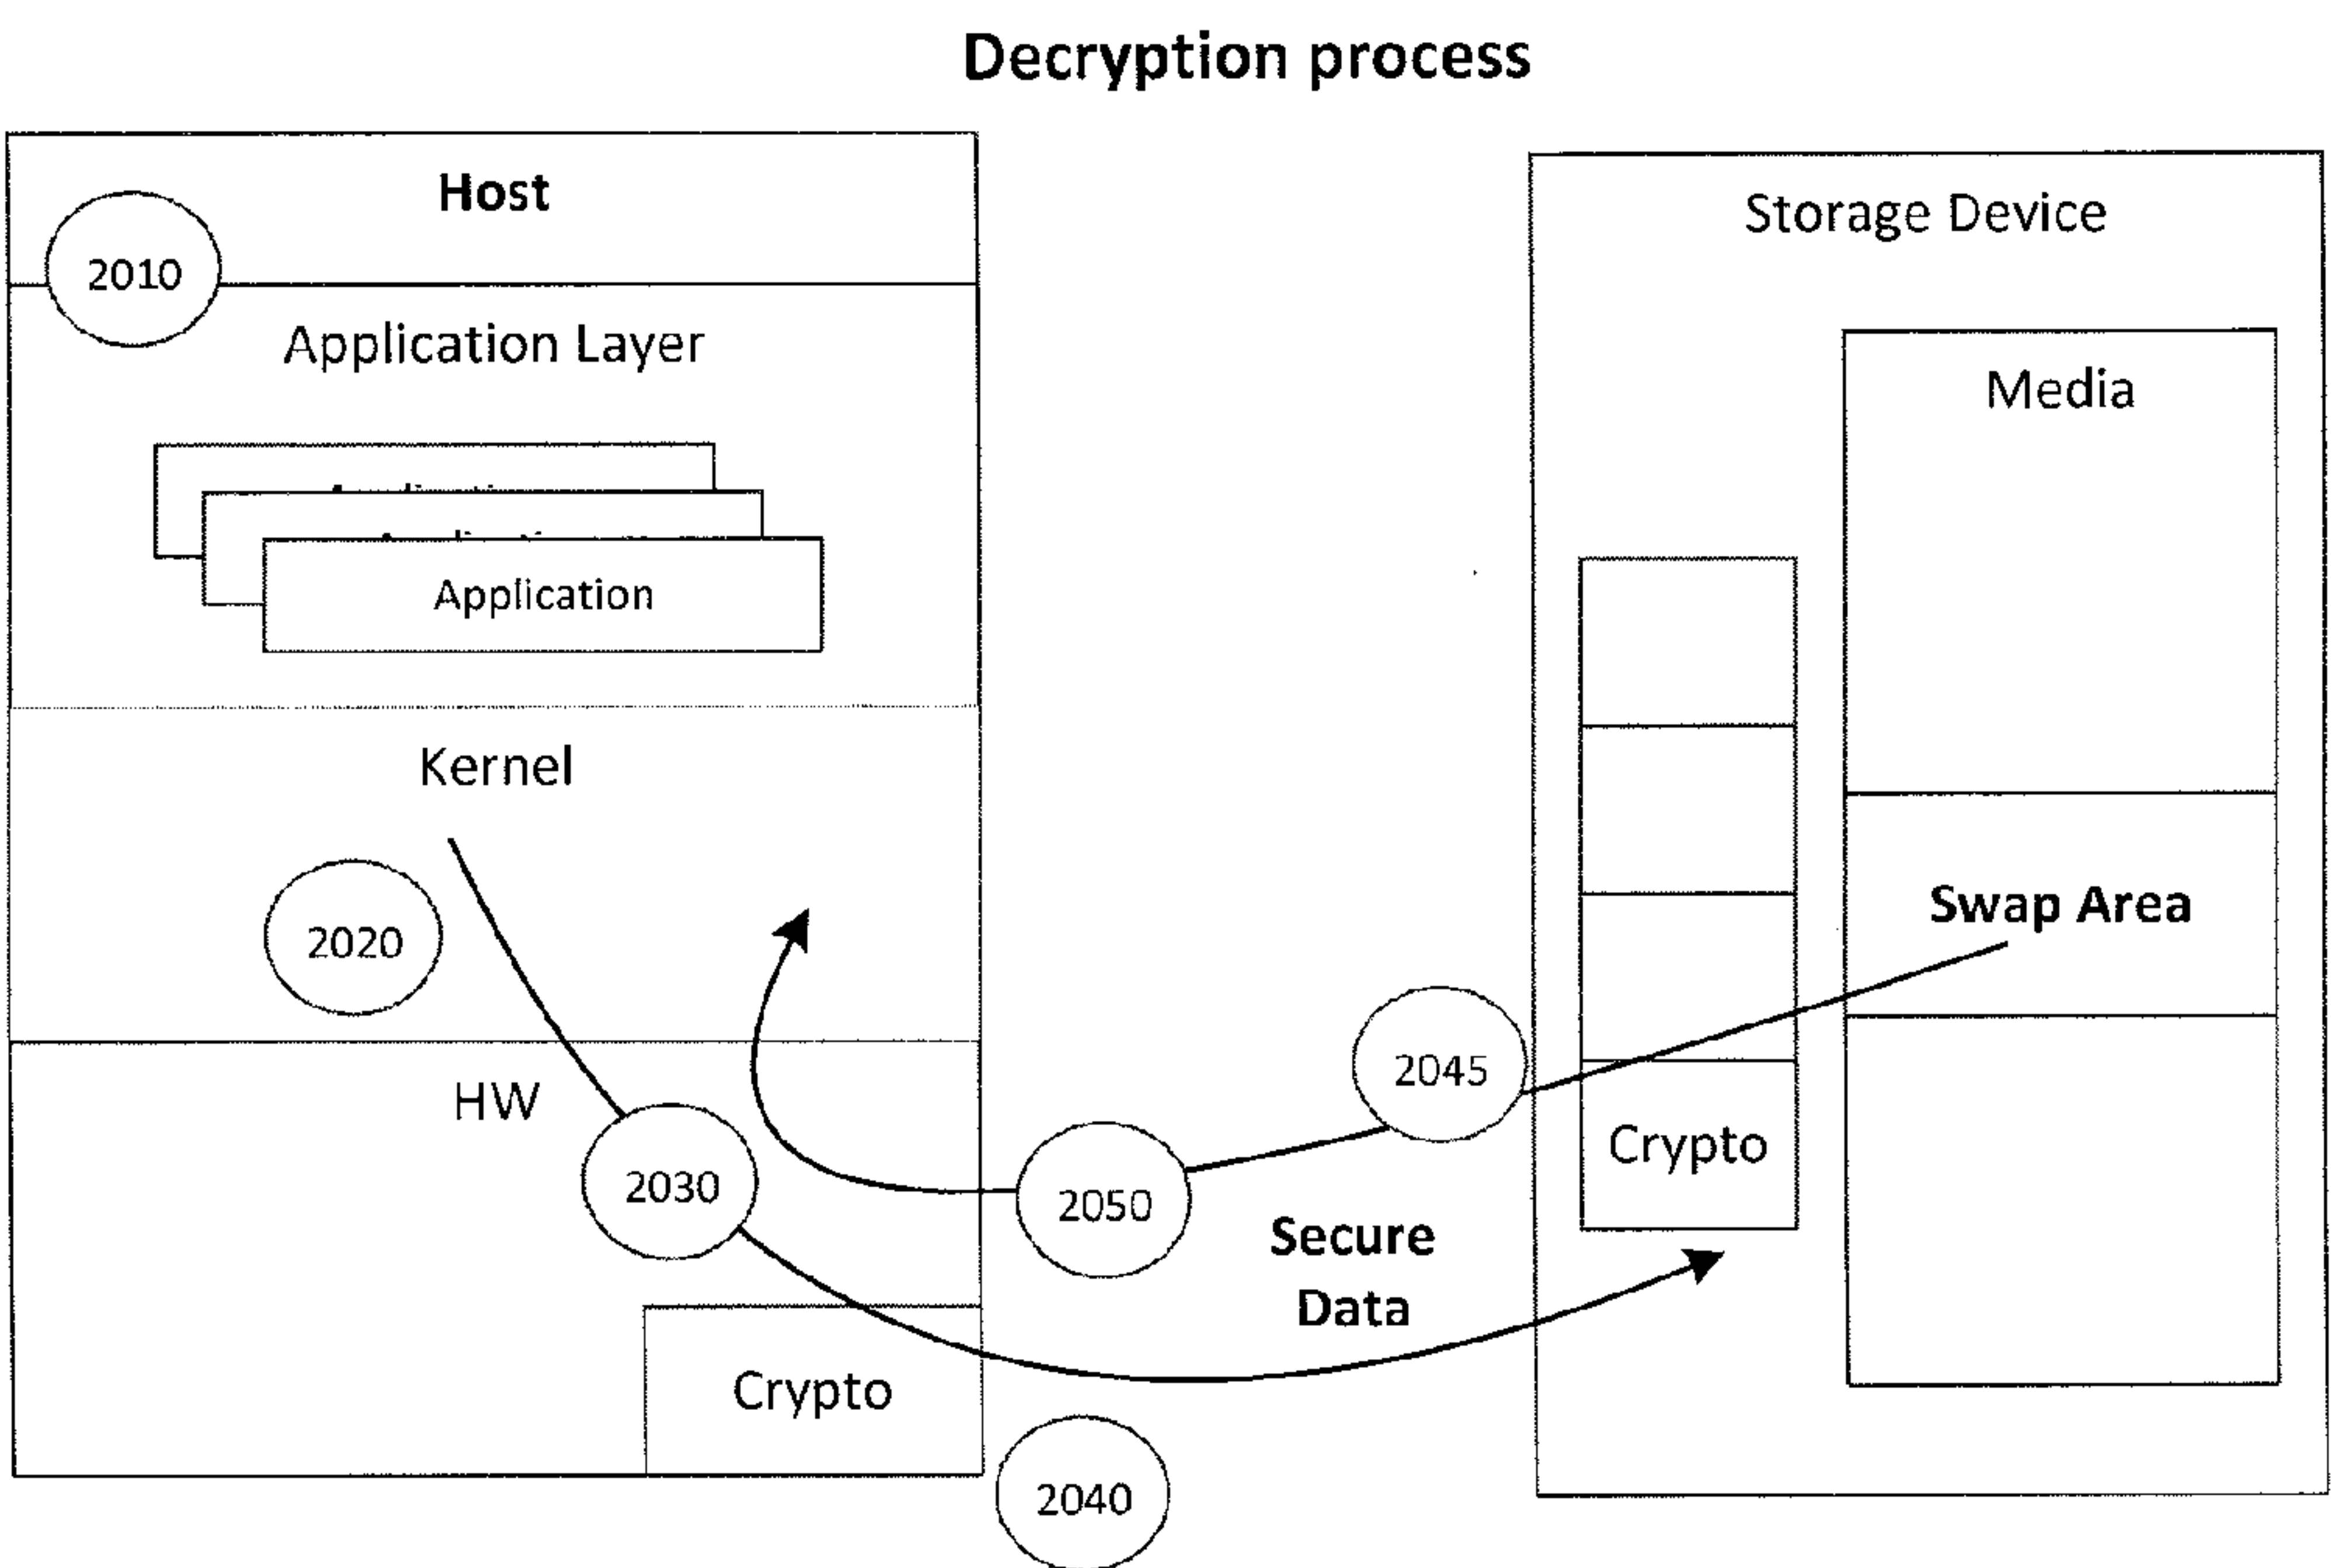 Decryption process
Host
2010
Application Layer
Application
Kernel
2020
HW
2030
Crypto
2040
2050
2045
Secure
Data
Storage Device
Media
Swap Area
Crypto